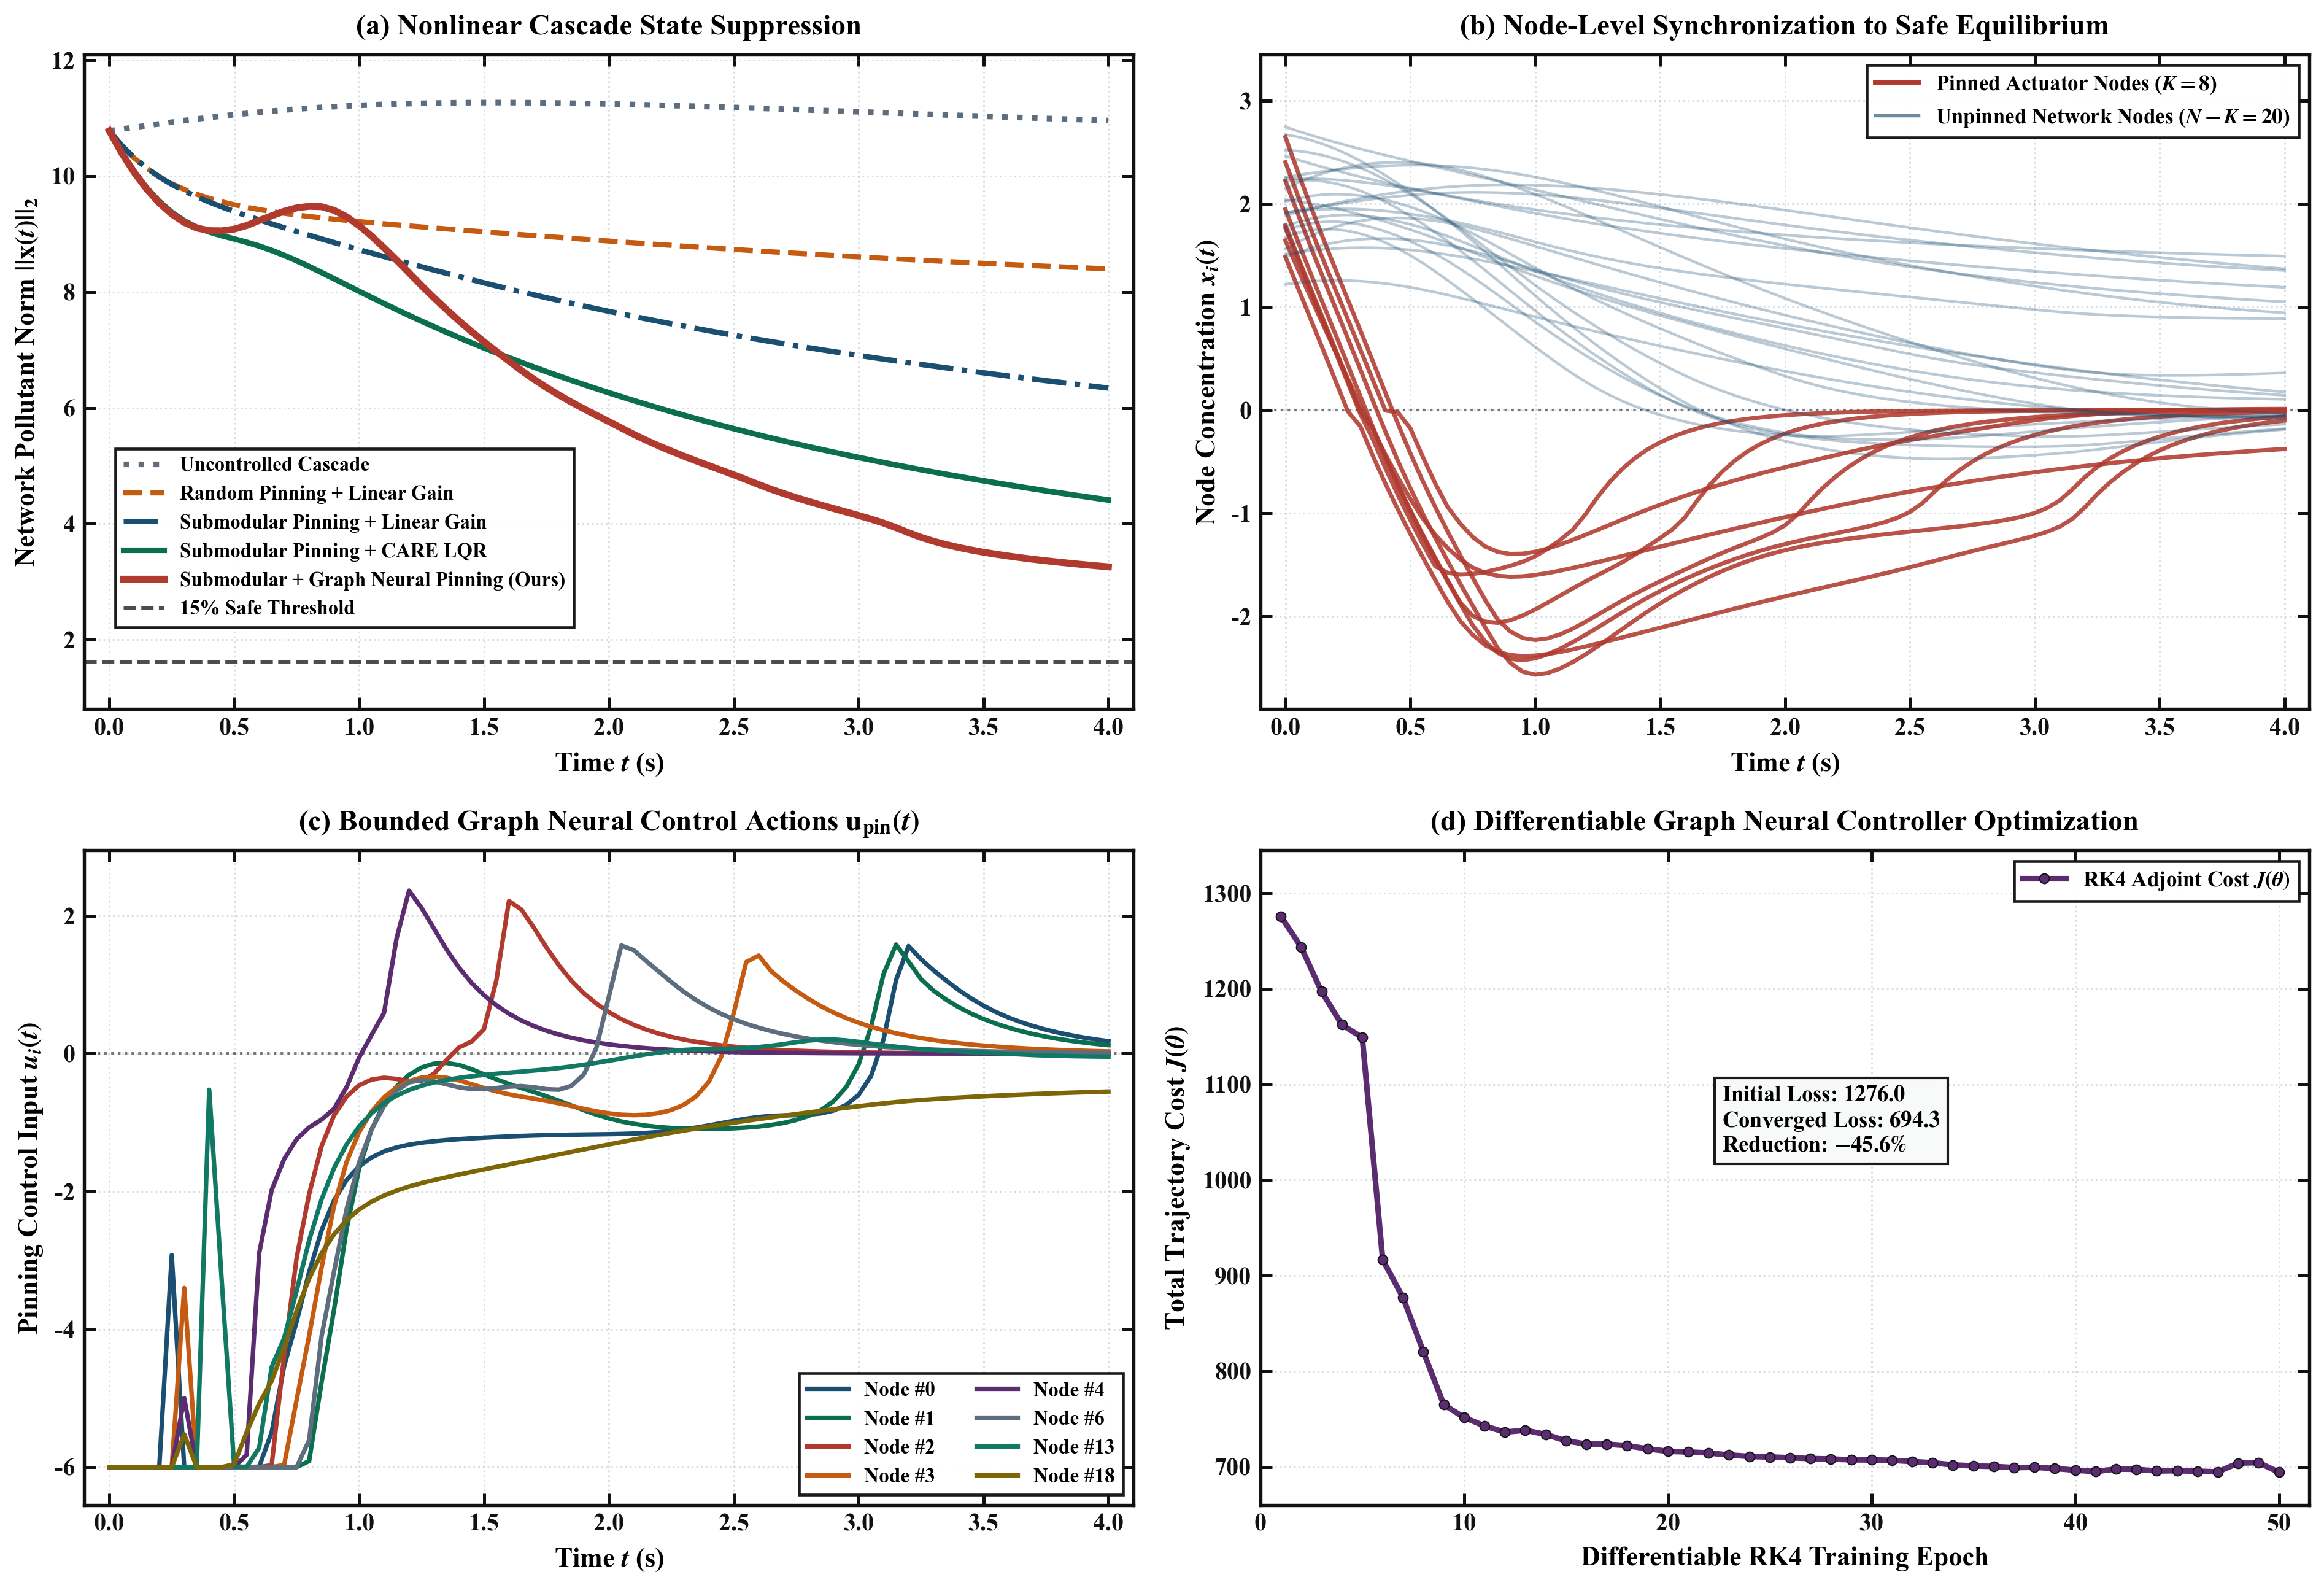 (a) Nonlinear Cascade State Suppression
12
10
8
6
4
2
Network Pollutant Norm ||x(t)||₂
Uncontrolled Cascade
Random Pinning + Linear Gain
Submodular Pinning + Linear Gain
Submodular Pinning + CARE LQR
Submodular + Graph Neural Pinning (Ours)
15% Safe Threshold
0.0 0.5 1.0 1.5 2.0 2.5 3.0 3.5 4.0
Time t (s)
(b) Node-Level Synchronization to Safe Equilibrium
3
2
1
0
-1
-2
Node Concentration xᵢ(t)
Pinned Actuator Nodes (K = 8)
Unpinned Network Nodes (N − K = 20)
0.0 0.5 1.0 1.5 2.0 2.5 3.0 3.5 4.0
Time t (s)
(c) Bounded Graph Neural Control Actions u_pin(t)
2
0
-2
-4
-6
Pinning Control Input uᵢ(t)
Node #0
Node #1
Node #2
Node #3
Node #4
Node #6
Node #13
Node #18
0.0 0.5 1.0 1.5 2.0 2.5 3.0 3.5 4.0
Time t (s)
(d) Differentiable Graph Neural Controller Optimization
1300
1200
1100
1000
900
800
700
Total Trajectory Cost J(θ)
RK4 Adjoint Cost J(θ)
Initial Loss: 1276.0
Converged Loss: 694.3
Reduction: −45.6%
0 10 20 30 40 50
Differentiable RK4 Training Epoch